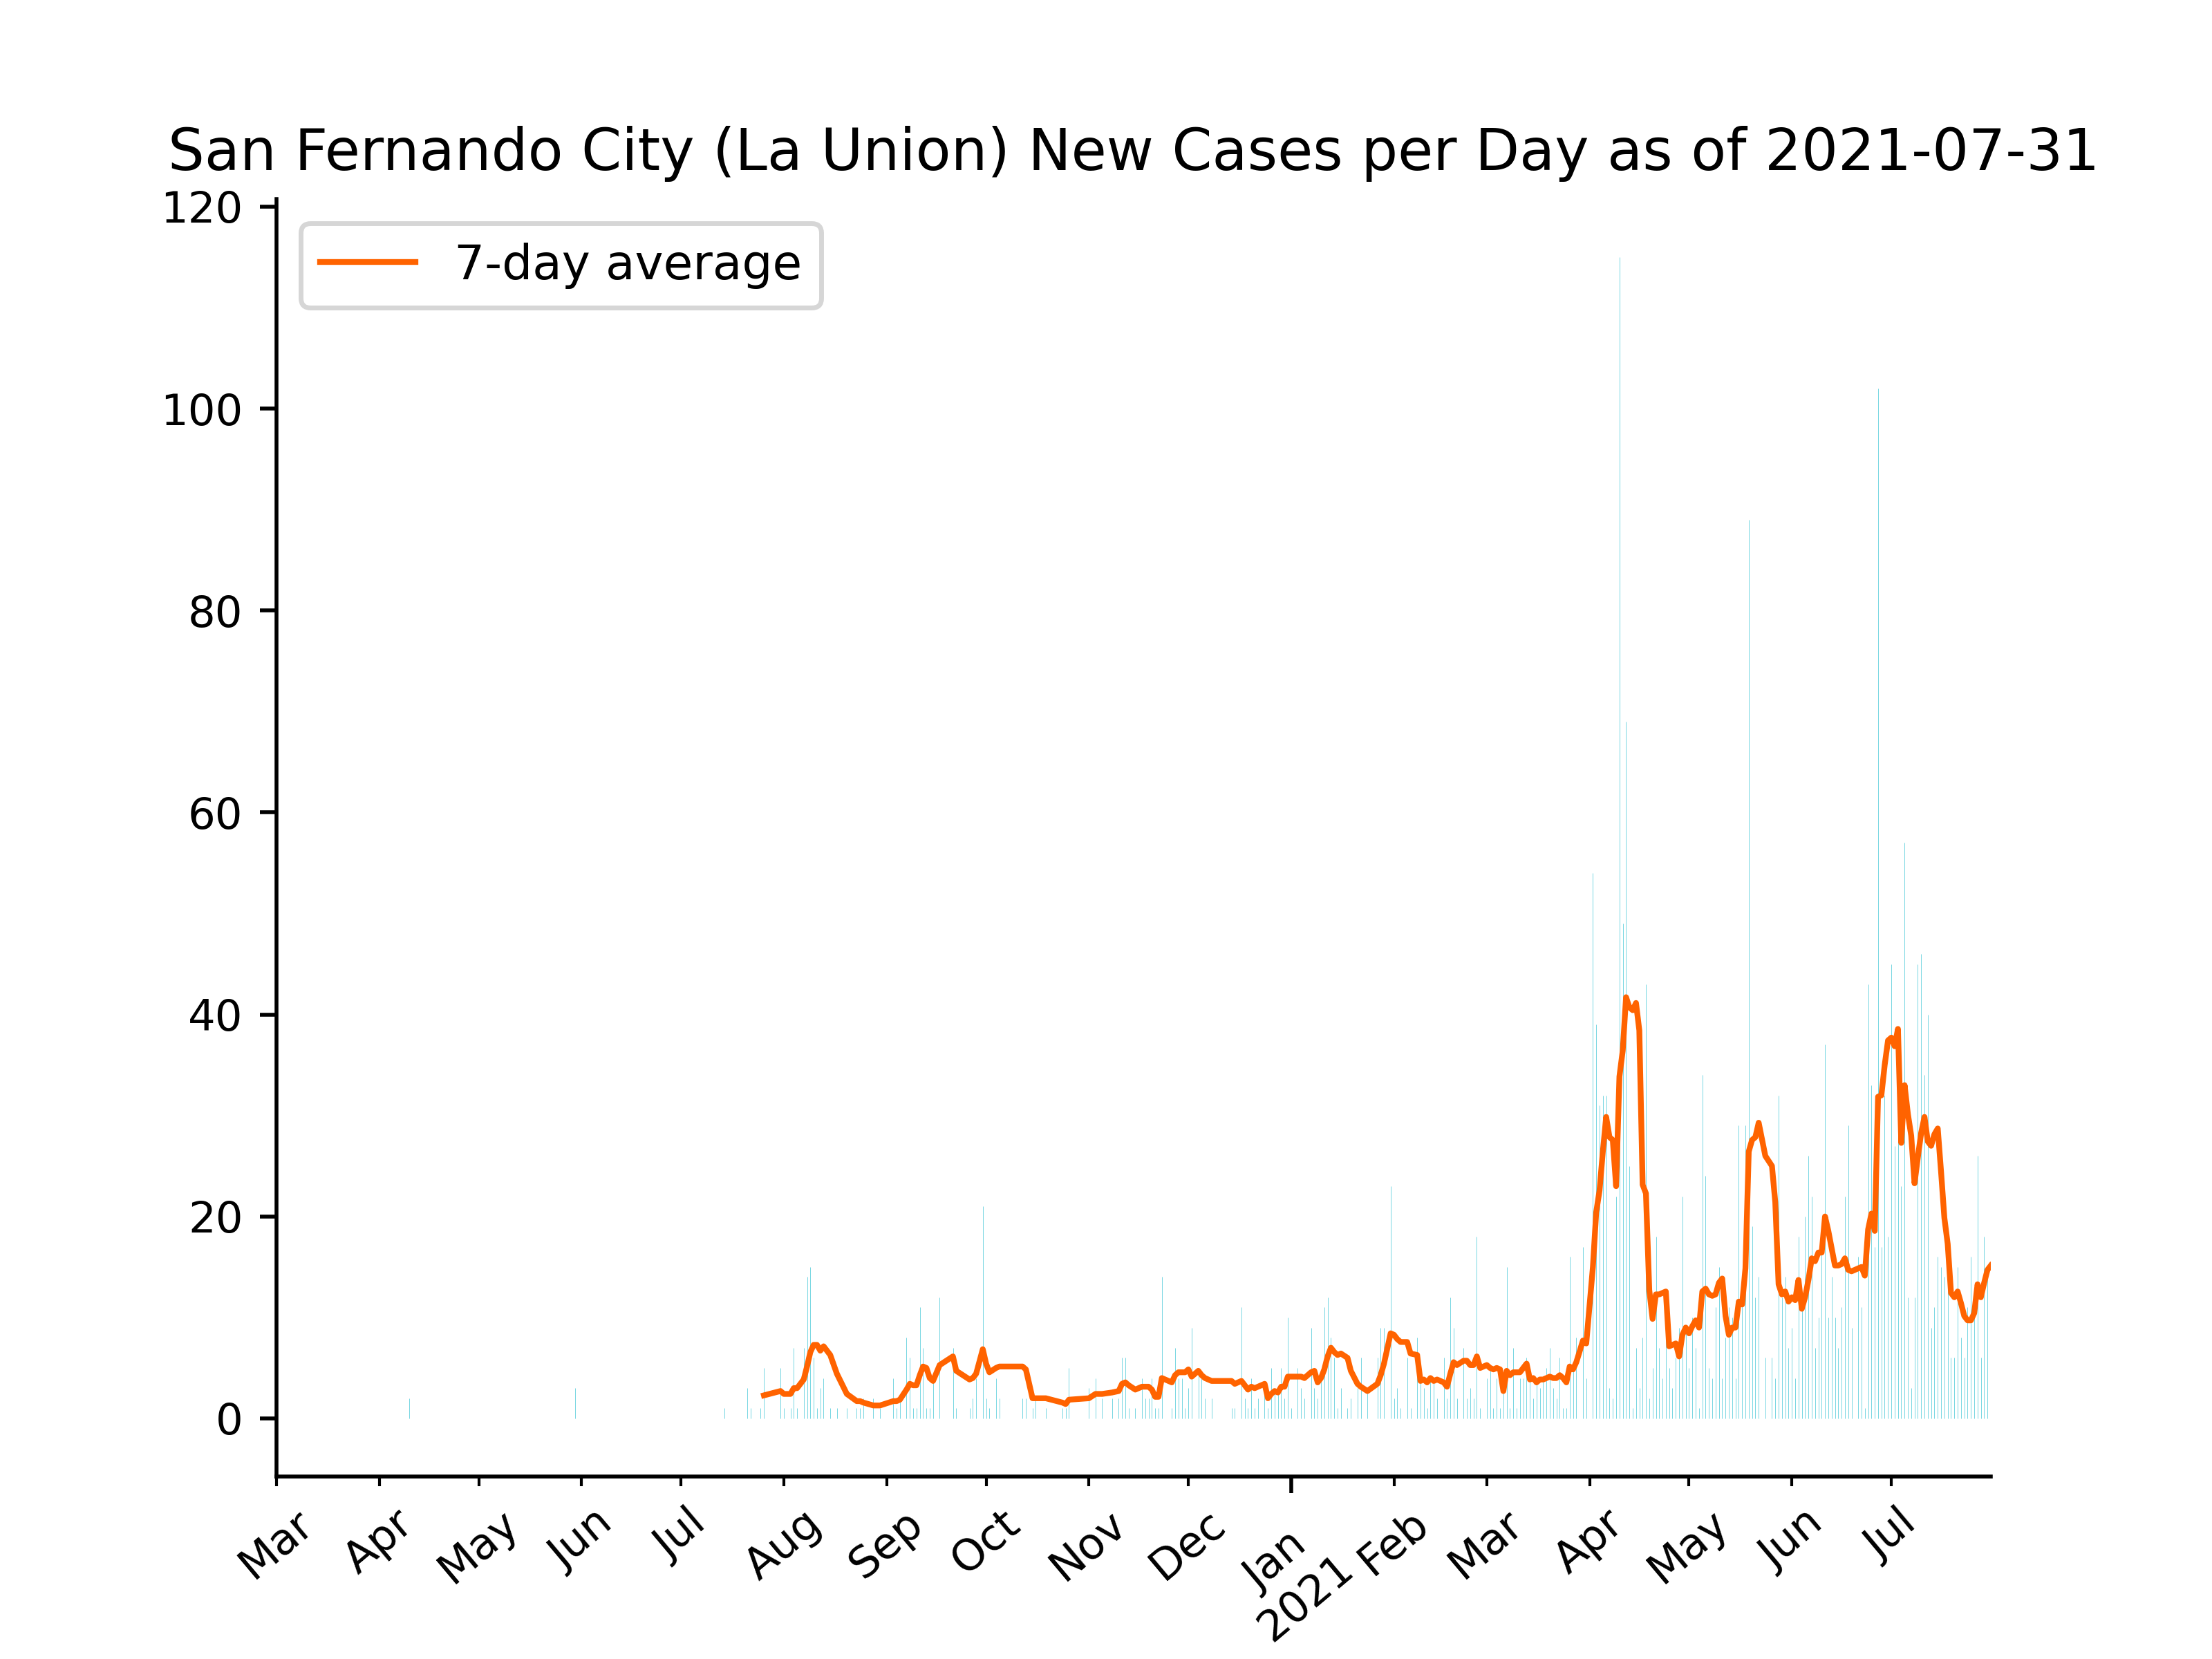 San Fernando City (La Union) New Cases per Day as of 2021-07-31
7-day average
120
100
80
60
40
20
0
Mar
Apr
May
Jun
Jul
Aug
Sep
Oct
Nov
Dec
Jan
2021
Feb
Mar
Apr
May
Jun
Jul